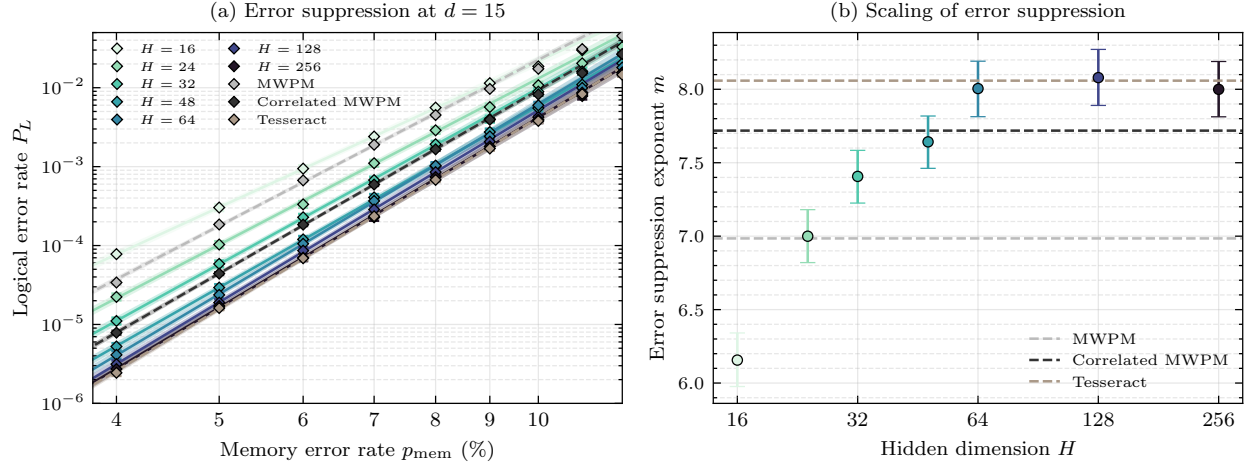 (a) Error suppression at d = 15
Logical error rate P_L
10⁻²
10⁻³
10⁻⁴
10⁻⁵
10⁻⁶
H = 16
H = 24
H = 32
H = 48
H = 64
H = 128
H = 256
MWPM
Correlated MWPM
Tesseract
4 5 6 7 8 9 10
Memory error rate p_mem (%)
(b) Scaling of error suppression
Error suppression exponent m
8.0
7.5
7.0
6.5
6.0
MWPM
Correlated MWPM
Tesseract
16 32 64 128 256
Hidden dimension H